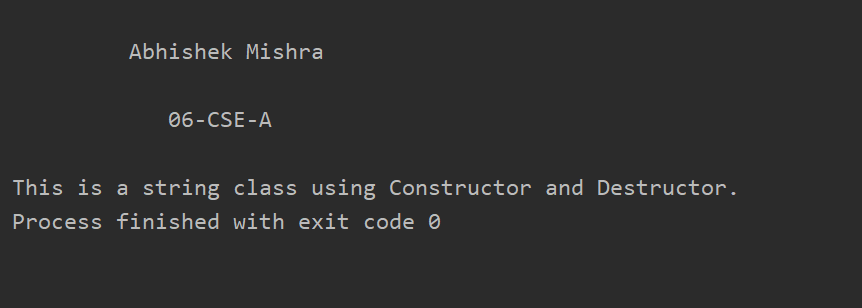 Abhishek Mishra
06-CSE-A
This is a string class using Constructor and Destructor.
Process finished with exit code 0